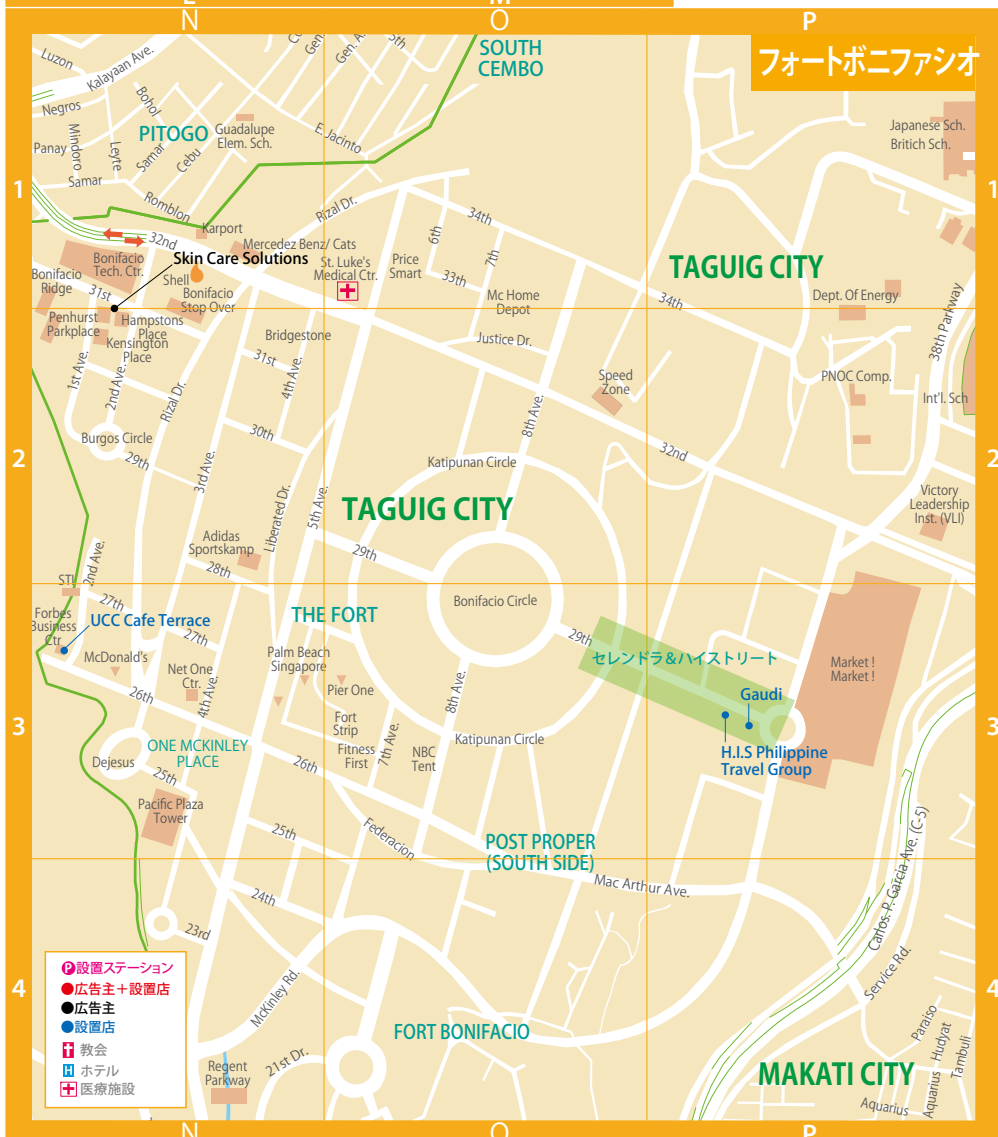 N
O
P
フォートボニファシオ
SOUTH
CEMBO
Luzon
Kalayaan Ave.
5th
Negros
Bohol
PITOGO
Guadalupe
Elem. Sch.
E. Jacinto
Japanese Sch.
Britich Sch.
Panay
Mindoro
Leyte
Samar
Cebu
Samar
1
1
Romblon
Rizal Dr.
34th
6th
7th
Karport
32nd
Mercedez Benz/ Cats
Skin Care Solutions
Bonifacio
Tech. Ctr.
St. Luke's
Medical Ctr.
Price
Smart
33rd
TAGUIG CITY
Bonifacio
Ridge
Shell
Bonifacio
Stop Over
31st
Mc Home
Depot
34th
Dept. Of Energy
38th Parkway
Penhurst
Parkplace
Hampstons
Place
Kensington
Place
Bridgestone
Justice Dr.
31st
1st Ave.
2nd Ave.
Rizal Dr.
4th Ave.
Speed
Zone
PNOC Comp.
Int'l. Sch
8th Ave.
Burgos Circle
30th
29th
2
2
3rd Ave.
Katipunan Circle
32nd
Liberated Dr.
5th Ave.
TAGUIG CITY
Victory
Leadership
Inst. (VLI)
Adidas
Sportskamp
29th
2nd Ave.
28th
STI
27th
THE FORT
Bonifacio Circle
Forbes
Business
Ctr
UCC Cafe Terrace
27th
29th
セレンドラ＆ハイストリート
McDonald's
Palm Beach
Singapore
Market !
Market !
Net One
Ctr.
Pier One
26th
4th Ave.
8th Ave.
Gaudi
3
3
Fort
Strip
ONE MCKINLEY
PLACE
Fitness
First
7th Ave.
NBC
Tent
Katipunan Circle
H.I.S Philippine
Travel Group
Dejesus
25th
26th
Pacific Plaza
Tower
25th
Federacion
POST PROPER
(SOUTH SIDE)
Mac Arthur Ave.
Carlos. P. Garcia Ave. (C-5)
24th
23rd
Service Rd.
P設置ステーション
広告主＋設置店
広告主
設置店
教会
Hホテル
医療施設
4
4
McKinley Rd.
FORT BONIFACIO
Regent
Parkway
21st Dr.
Paraiso
Hudyat
Tambuli
MAKATI CITY
Aquarius
Aquarius
N
O
P